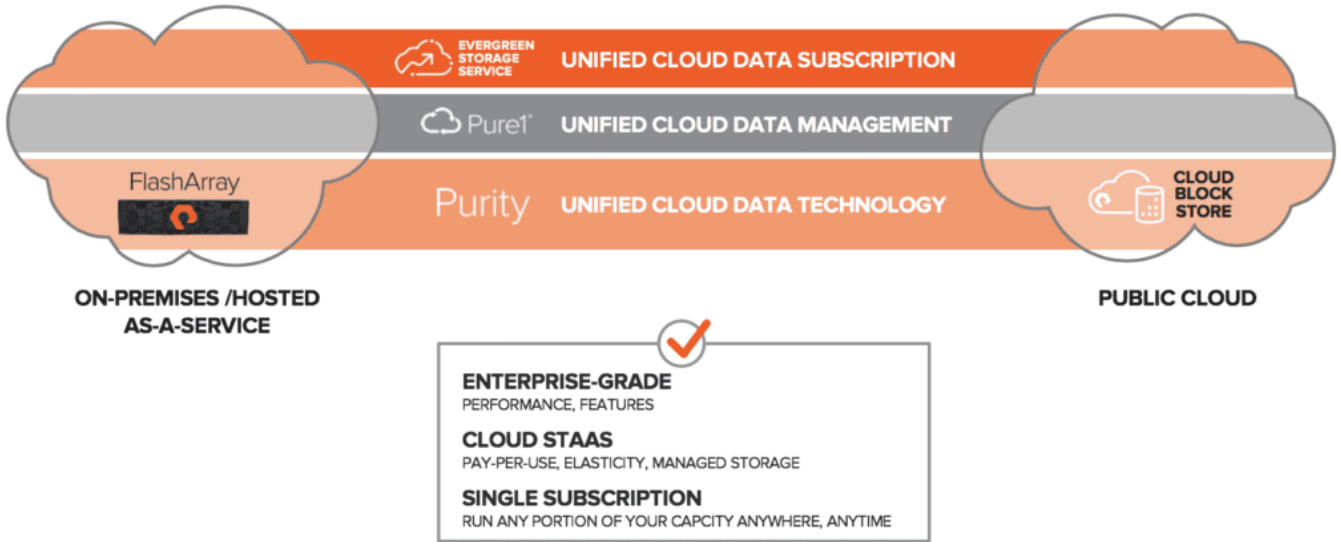 EVERGREEN
STORAGE
SERVICE
UNIFIED CLOUD DATA SUBSCRIPTION
Pure1®
UNIFIED CLOUD DATA MANAGEMENT
FlashArray
Purity
UNIFIED CLOUD DATA TECHNOLOGY
CLOUD
BLOCK
STORE
ON-PREMISES /HOSTED
AS-A-SERVICE
PUBLIC CLOUD
ENTERPRISE-GRADE
PERFORMANCE, FEATURES
CLOUD STAAS
PAY-PER-USE, ELASTICITY, MANAGED STORAGE
SINGLE SUBSCRIPTION
RUN ANY PORTION OF YOUR CAPCITY ANYWHERE, ANYTIME